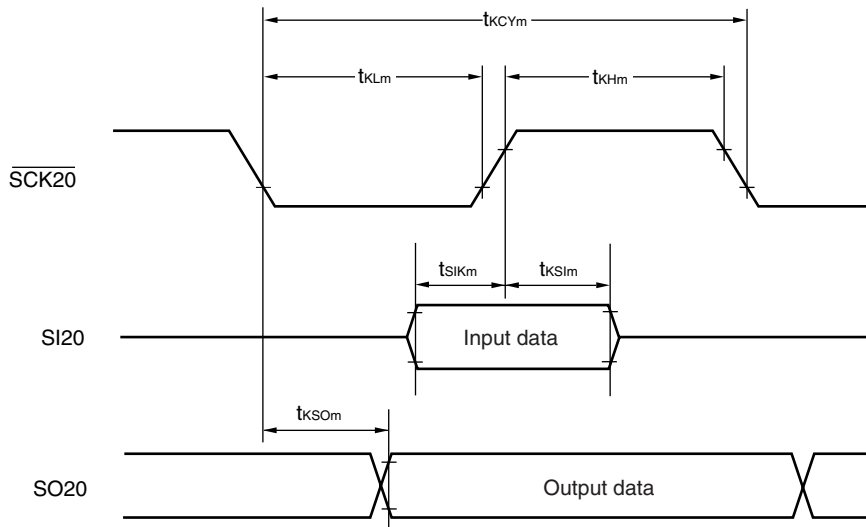 tKCYm
tKLm
tKHm
SCK20
tSIKm
tKSIm
SI20
Input data
tKSOm
SO20
Output data